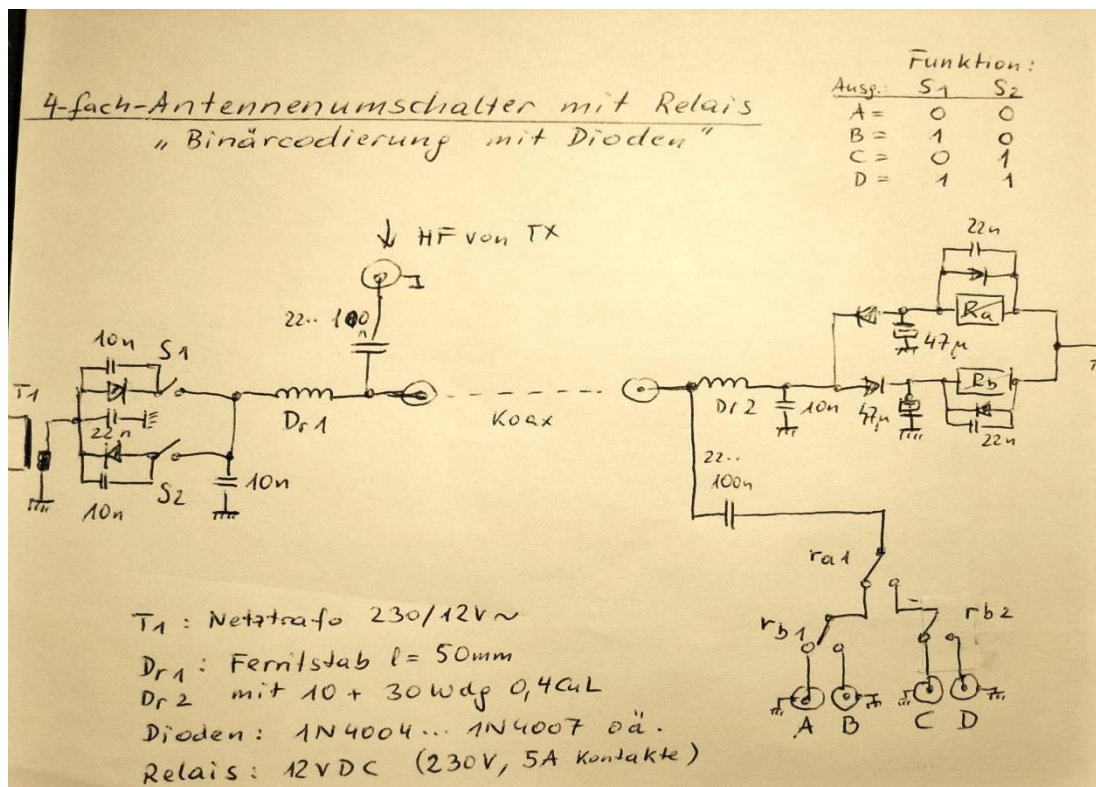 4-fach-Antennenumschalter mit Relais
„ Binärcodierung mit Dioden"
Funktion:
Ausg.: S1 S2
A = 0 0
B = 1 0
C = 0 1
D = 1 1
HF von TX
22..100n
10n
S1
T1
22n
S2
10n
10n
Dr1
Koax
Dr2
10n
22n
Ra
47µ
Rb
47µ
22n
22..
100n
ra1
rb1
rb2
A B C D
T1 : Netztrafo 230/12V~
Dr1 : Ferritstab l = 50mm
Dr2 mit 10 + 30 Wdg 0,4 CuL
Dioden : 1N4004... 1N4007 oä.
Relais : 12VDC (230V, 5A Kontakte)